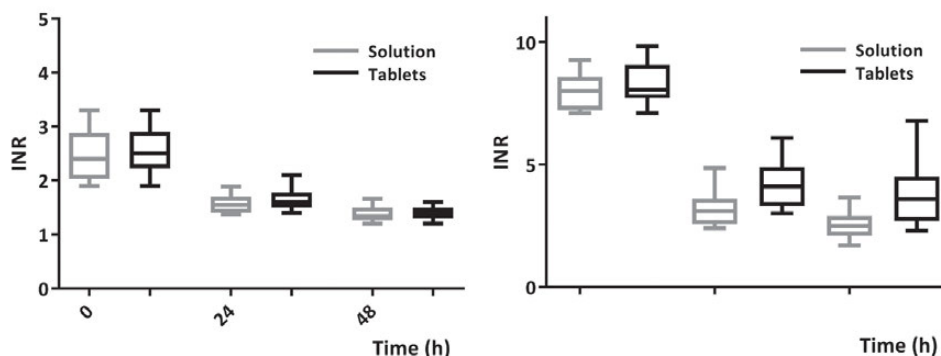 5
4
3
2
1
0
INR
Solution
Tablets
0
24
48
Time (h)
10
5
0
INR
Solution
Tablets
Time (h)